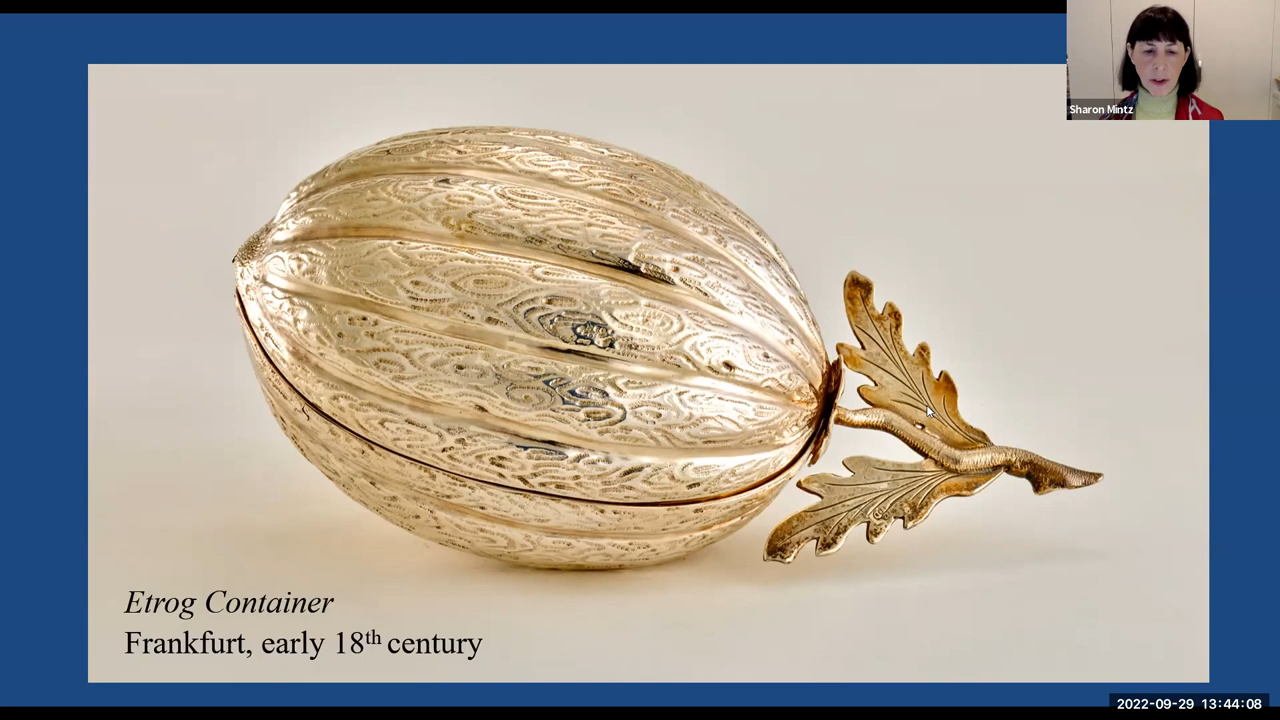 Sharon Mintz
Etrog Container
Frankfurt, early 18th century
2022-09-29 13:44:08